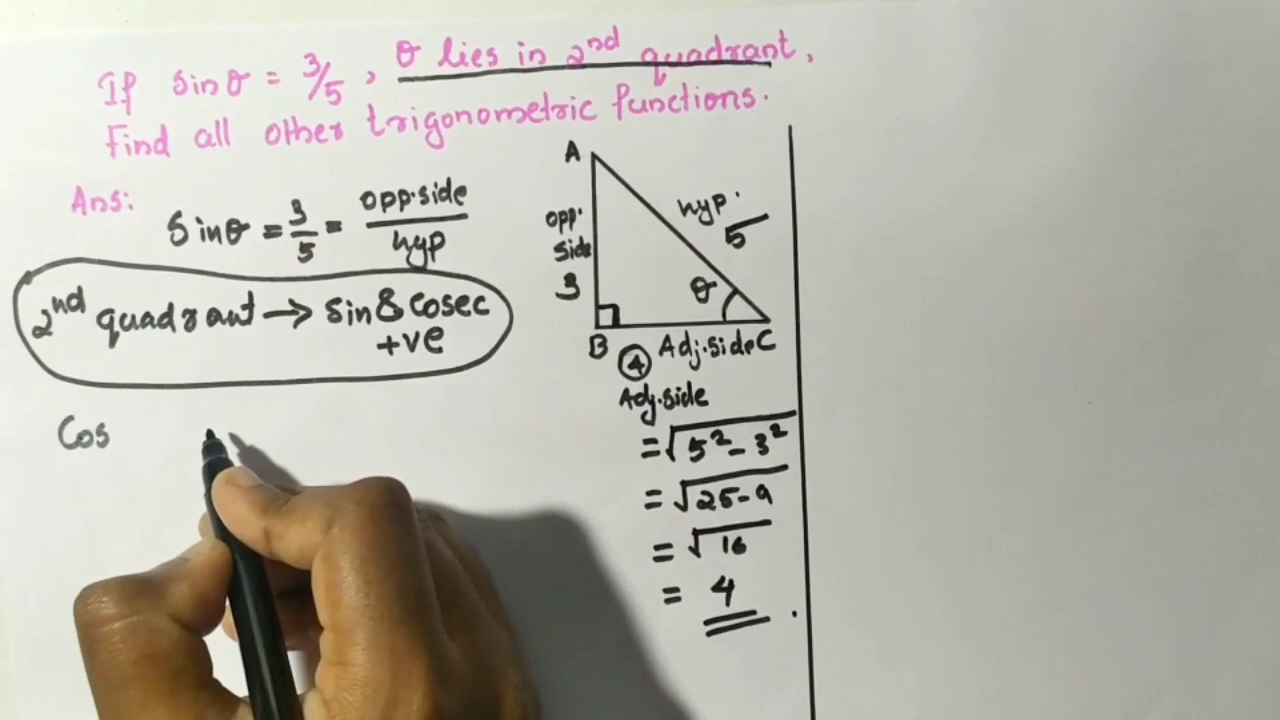 If sinθ = 3/5, θ lies in 2nd quadrant,
Find all other trigonometric functions.
Ans:
sinθ = 3/5 = opp.side/hyp
2nd quadrant → sin & cosec
+ve
Cos
A
opp.
side
3
hyp.
5
θ
B
4
Adj.side
C
Adj.side
= √5² - 3²
= √25-9
= √16
= 4